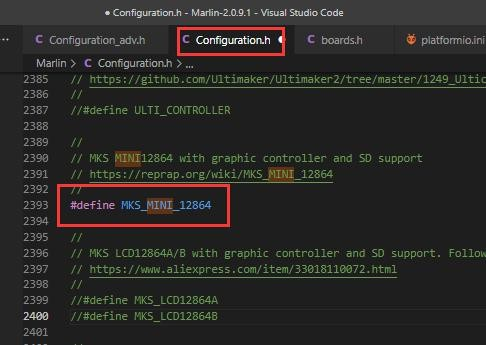 ● Configuration.h - Marlin-2.0.9.1 - Visual Studio Code
··· C Configuration_adv.h C Configuration.h ● C boards.h platformio.ini
Marlin > C Configuration.h > ...
2385 // https://github.com/Ultimaker/Ultimaker2/tree/master/1249_Ultic
2386 //
2387 //#define ULTI_CONTROLLER
2388
2389 //
2390 // MKS MINI12864 with graphic controller and SD support
2391 // https://reprap.org/wiki/MKS_MINI_12864
2392 //
2393 #define MKS_MINI_12864
2394
2395 //
2396 // MKS LCD12864A/B with graphic controller and SD support. Follow
2397 // https://www.aliexpress.com/item/33018110072.html
2398 //
2399 //#define MKS_LCD12864A
2400 //#define MKS_LCD12864B
2401